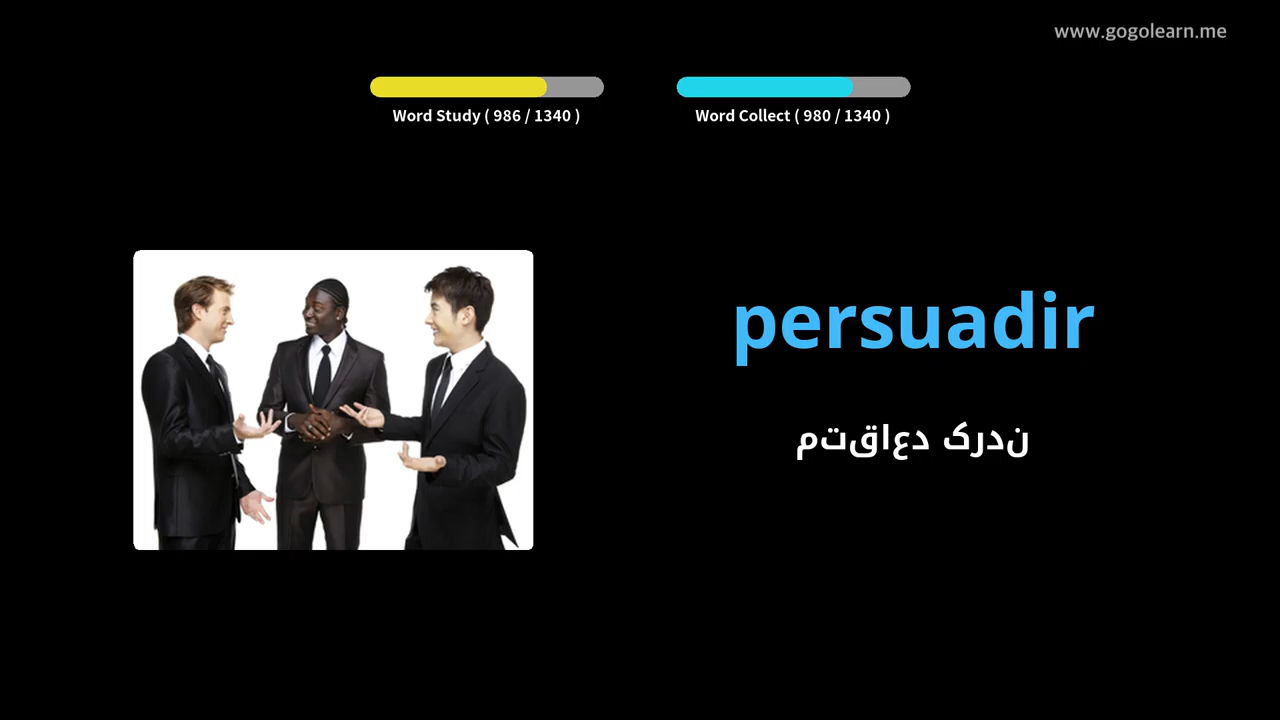 www.gogolearn.me
Word Study ( 986 / 1340 )
Word Collect ( 980 / 1340 )
persuadir
متقاعد کردن